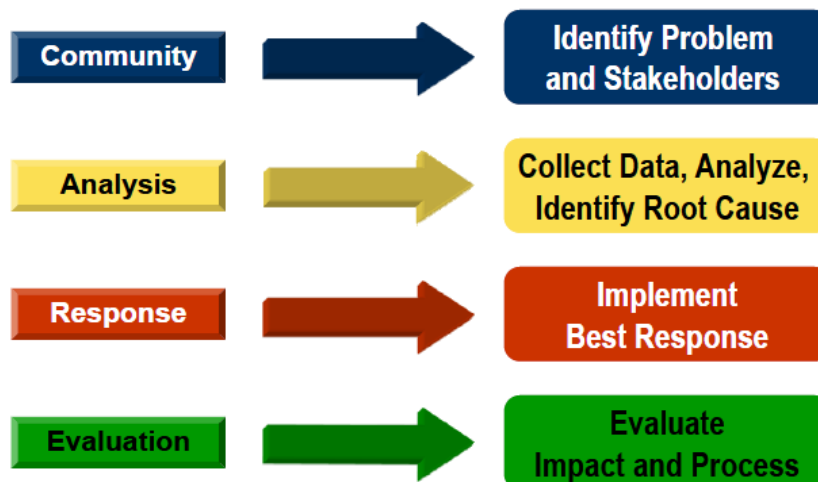 Community
Identify Problem
and Stakeholders
Analysis
Collect Data, Analyze,
Identify Root Cause
Response
Implement
Best Response
Evaluation
Evaluate
Impact and Process